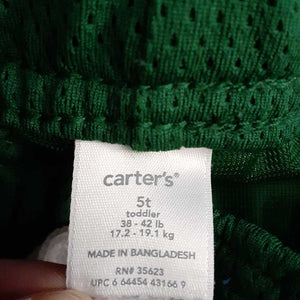 carter's®
5t
toddler
38 - 42 lb
17.2 - 19.1 kg
MADE IN BANGLADESH
RN# 35623
UPC 6 64454 43166 9